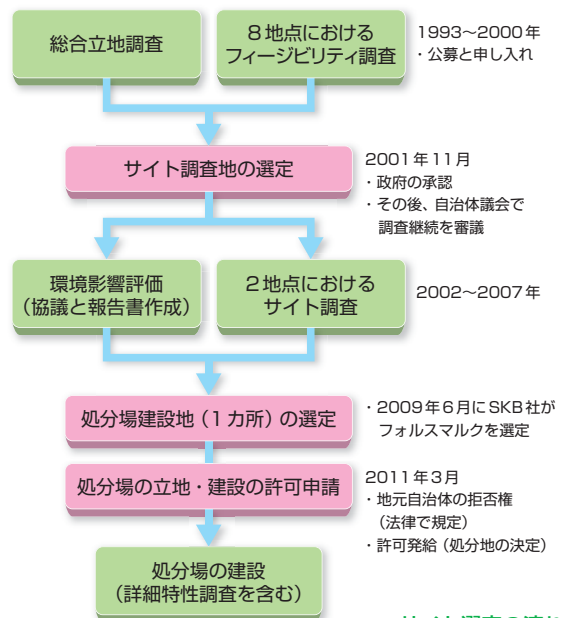 総合立地調査
8地点における
フィージビリティ調査
1993～2000年
・公募と申し入れ
サイト調査地の選定
2001年11月
・政府の承認
・その後、自治体議会で
調査継続を審議
環境影響評価
（協議と報告書作成）
2地点における
サイト調査
2002～2007年
処分場建設地（1カ所）の選定
・2009年6月にSKB社が
フォルスマルクを選定
処分場の立地・建設の許可申請
2011年3月
・地元自治体の拒否権
（法律で規定）
・許可発給（処分地の決定）
処分場の建設
（詳細特性調査を含む）